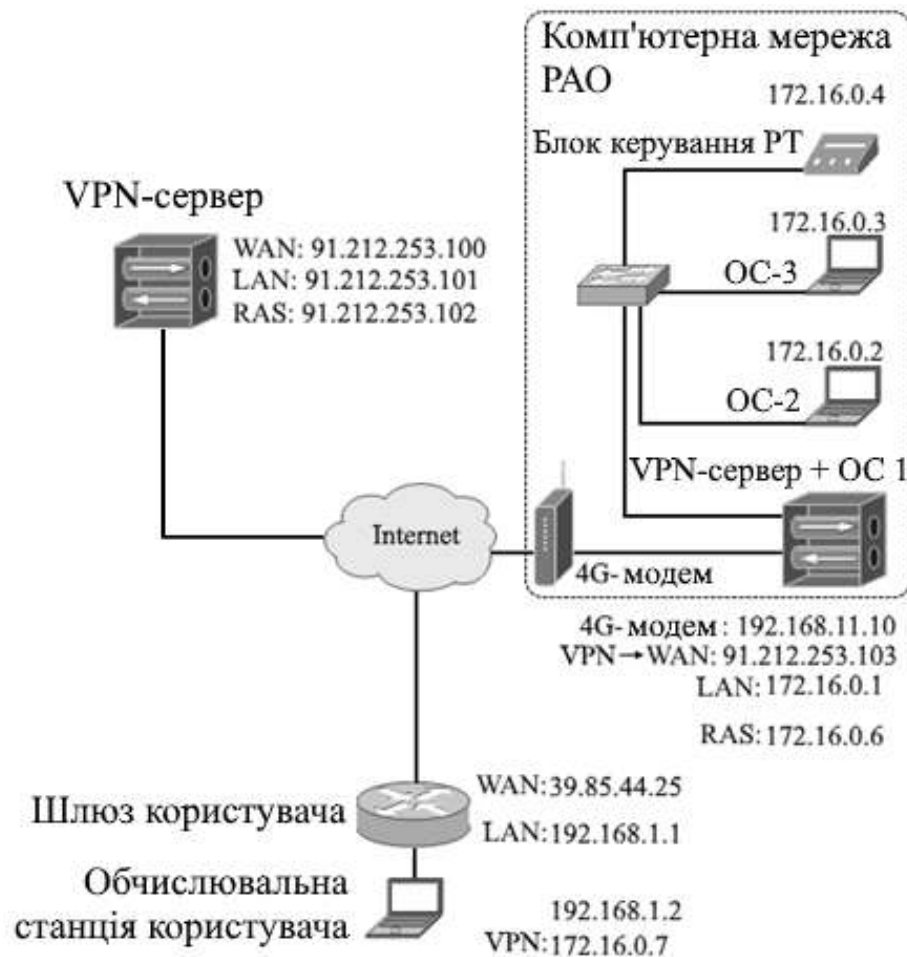 Комп'ютерна мережа
РАО
172.16.0.4
Блок керування РТ
VPN-сервер
WAN: 91.212.253.100
LAN: 91.212.253.101
RAS: 91.212.253.102
172.16.0.3
ОС-3
172.16.0.2
ОС-2
VPN-сервер + ОС 1
Internet
4G-модем
4G-модем: 192.168.11.10
VPN→WAN: 91.212.253.103
LAN: 172.16.0.1
RAS: 172.16.0.6
Шлюз користувача
WAN:39.85.44.25
LAN:192.168.1.1
Обчислювальна
станція користувача
192.168.1.2
VPN:172.16.0.7